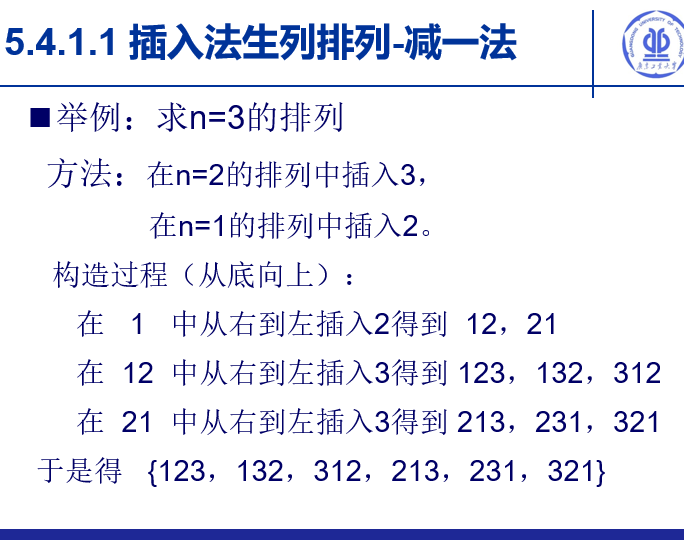 5.4.1.1 插入法生列排列-减一法
举例：求n=3的排列
方法：在n=2的排列中插入3，
在n=1的排列中插入2。
构造过程（从底向上）：
在 1 中从右到左插入2得到 12，21
在 12 中从右到左插入3得到 123，132，312
在 21 中从右到左插入3得到 213，231，321
于是得 {123，132，312，213，231，321}